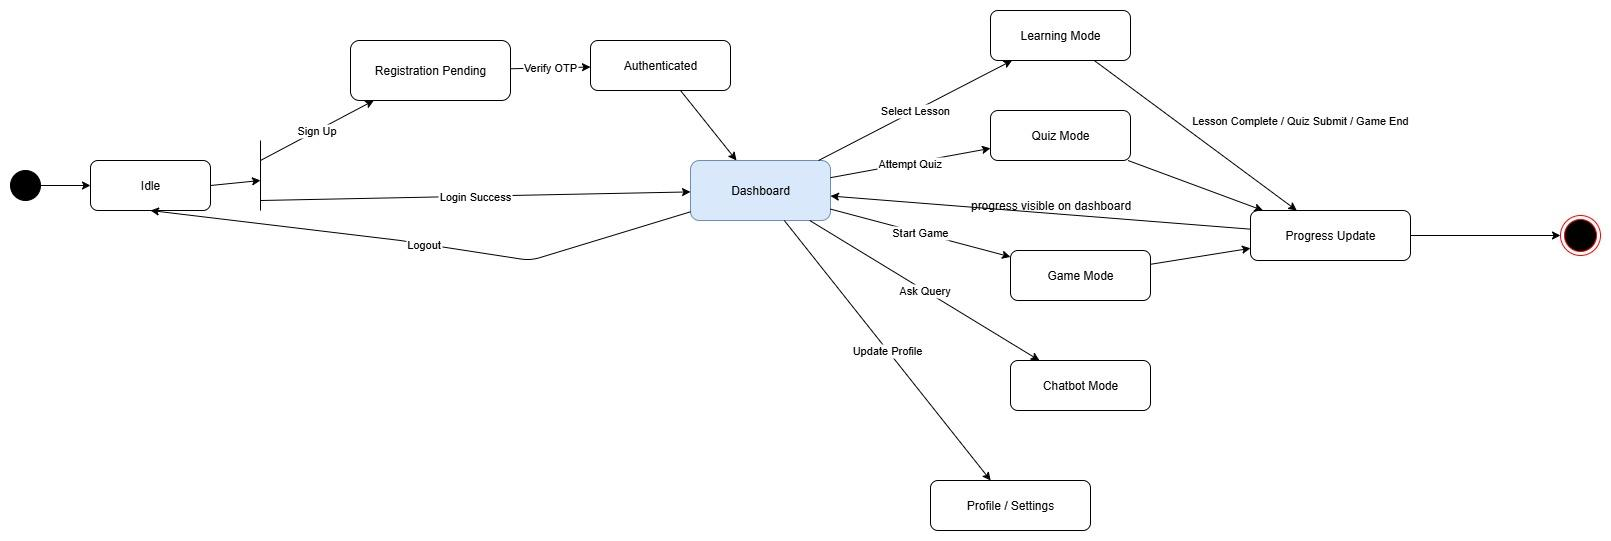 Learning Mode
Registration Pending
Verify OTP
Authenticated
Select Lesson
Lesson Complete / Quiz Submit / Game End
Sign Up
Quiz Mode
Attempt Quiz
Idle
Login Success
Dashboard
progress visible on dashboard
Start Game
Progress Update
Logout
Game Mode
Ask Query
Update Profile
Chatbot Mode
Profile / Settings